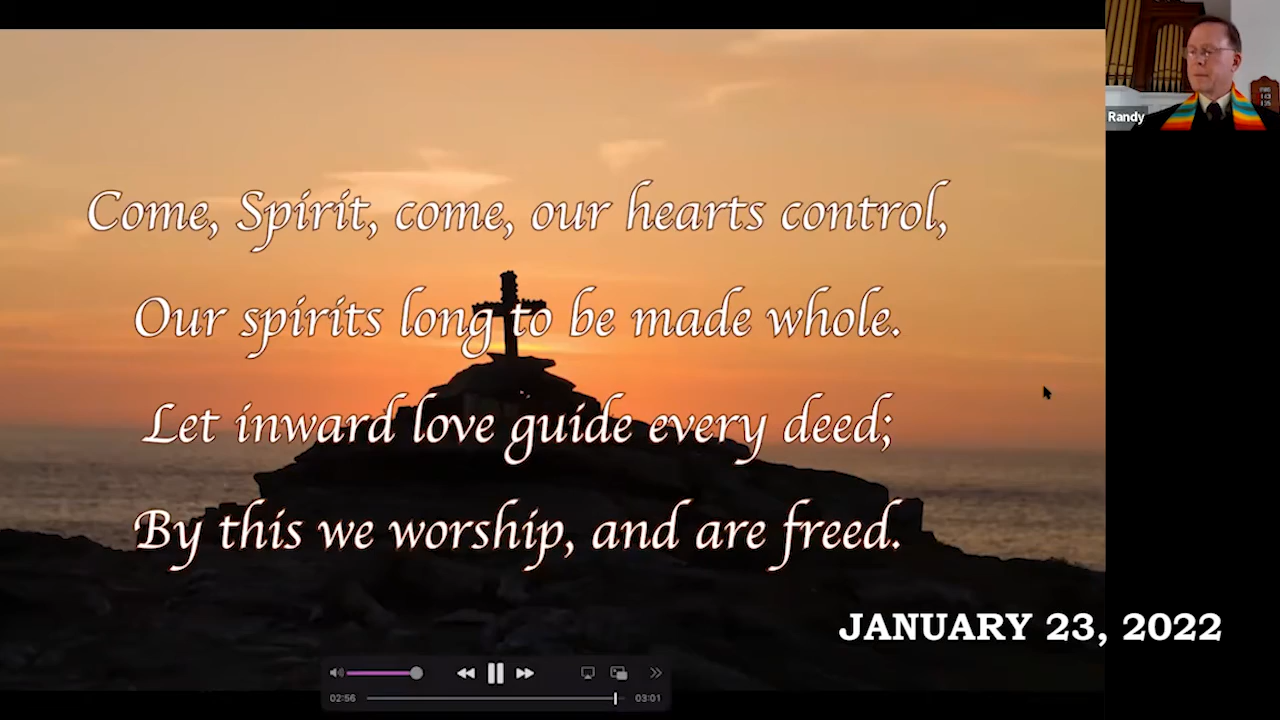 Come, Spirit, come, our hearts control,
Our spirits long to be made whole.
Let inward love guide every deed;
By this we worship, and are freed.
Randy
JANUARY 23, 2022
02:56
03:01